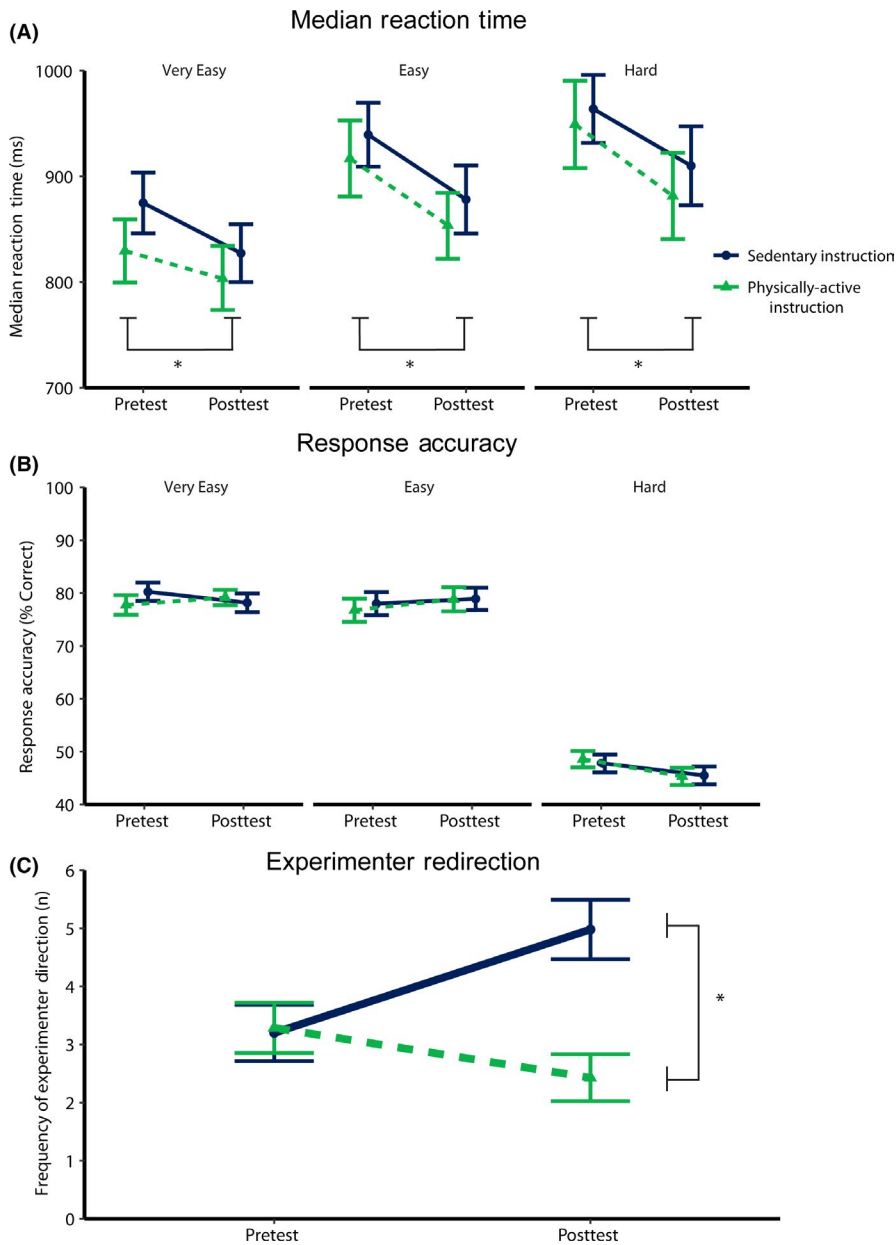 (A)
Median reaction time
Very Easy
Easy
Hard
Median reaction time (ms)
1000
900
800
700
*
*
*
Pretest
Posttest
Pretest
Posttest
Pretest
Posttest
Sedentary instruction
Physically-active
instruction
(B)
Response accuracy
Very Easy
Easy
Hard
Response accuracy (% Correct)
100
90
80
70
60
50
40
Pretest
Posttest
Pretest
Posttest
Pretest
Posttest
(C)
Experimenter redirection
Frequency of experimenter direction (n)
6
5
4
3
2
1
0
*
Pretest
Posttest